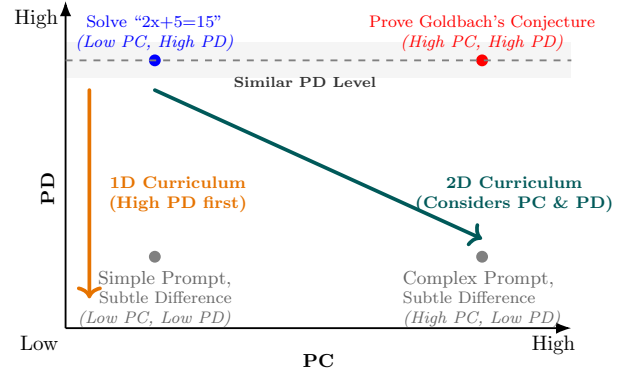 High
Solve “2x+5=15”
(Low PC, High PD)
Prove Goldbach's Conjecture
(High PC, High PD)
Similar PD Level
PD
1D Curriculum
(High PD first)
2D Curriculum
(Considers PC & PD)
Simple Prompt,
Subtle Difference
(Low PC, Low PD)
Complex Prompt,
Subtle Difference
(High PC, Low PD)
Low
PC
High